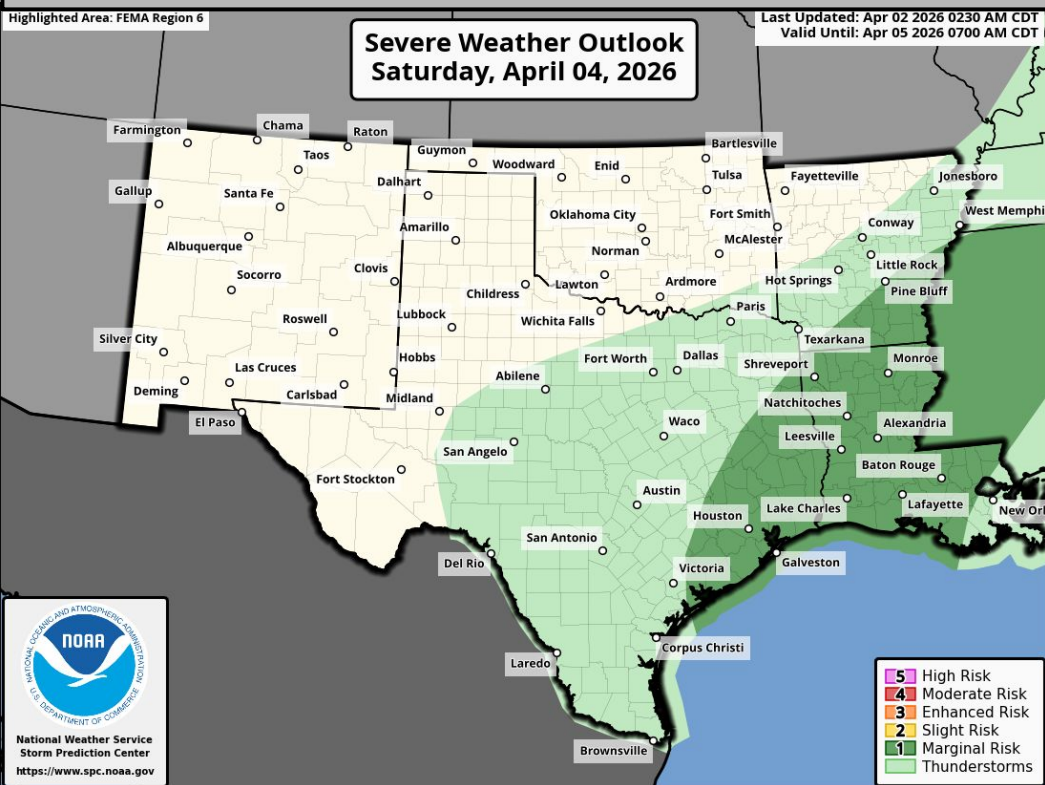 Highlighted Area: FEMA Region 6
Severe Weather Outlook
Saturday, April 04, 2026
Last Updated: Apr 02 2026 0230 AM CDT
Valid Until: Apr 05 2026 0700 AM CDT
Farmington
Chama
Raton
Taos
Guymon
Woodward
Enid
Bartlesville
Tulsa
Fayetteville
Jonesboro
Gallup
Santa Fe
Dalhart
Oklahoma City
Fort Smith
Conway
West Memphi
Albuquerque
Amarillo
Norman
McAlester
Little Rock
Socorro
Clovis
Childress
Lawton
Ardmore
Hot Springs
Pine Bluff
Roswell
Lubbock
Wichita Falls
Paris
Texarkana
Silver City
Las Cruces
Hobbs
Fort Worth
Dallas
Shreveport
Monroe
Deming
Carlsbad
Midland
Abilene
Natchitoches
El Paso
San Angelo
Waco
Leesville
Alexandria
Fort Stockton
Austin
Baton Rouge
Houston
Lake Charles
Lafayette
New Orl
San Antonio
Del Rio
Victoria
Galveston
Laredo
Corpus Christi
Brownsville
NATIONAL OCEANIC AND ATMOSPHERIC ADMINISTRATION
NOAA
U.S. DEPARTMENT OF COMMERCE
National Weather Service
Storm Prediction Center
https://www.spc.noaa.gov
5 High Risk
4 Moderate Risk
3 Enhanced Risk
2 Slight Risk
1 Marginal Risk
Thunderstorms